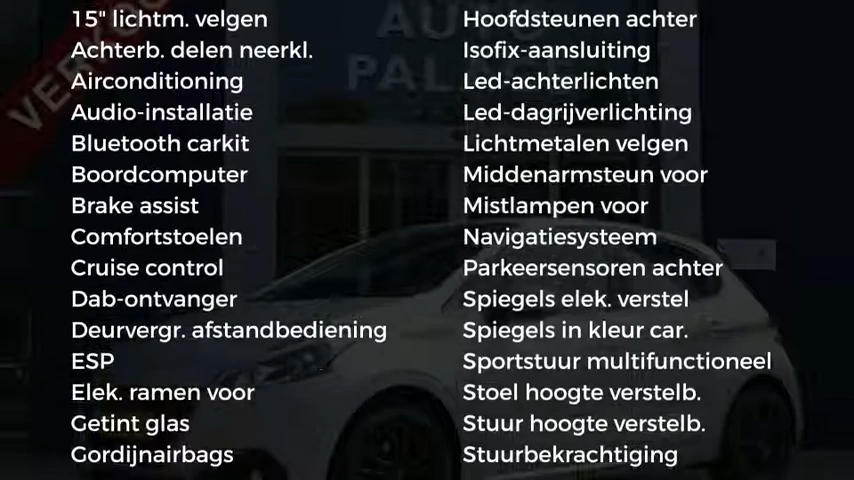 15" lichtm. velgen
Achterb. delen neerkl.
Airconditioning
Audio-installatie
Bluetooth carkit
Boordcomputer
Brake assist
Comfortstoelen
Cruise control
Dab-ontvanger
Deurvergr. afstandbediening
ESP
Elek. ramen voor
Getint glas
Gordijnairbags
Hoofdsteunen achter
Isofix-aansluiting
Led-achterlichten
Led-dagrijverlichting
Lichtmetalen velgen
Middenarmsteun voor
Mistlampen voor
Navigatiesysteem
Parkeersensoren achter
Spiegels elek. verstel
Spiegels in kleur car.
Sportstuur multifunctioneel
Stoel hoogte verstelb.
Stuur hoogte verstelb.
Stuurbekrachtiging
AUTO